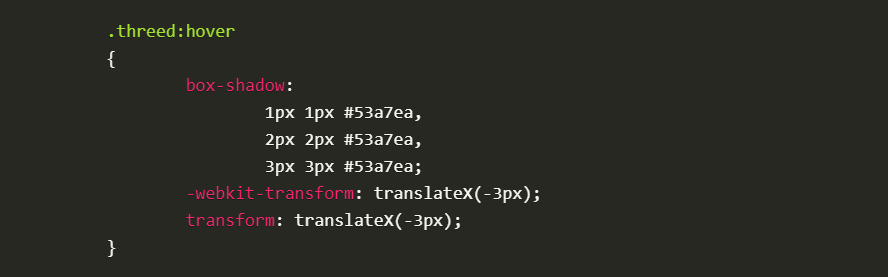 .threed:hover
{
box-shadow:
1px 1px #53a7ea,
2px 2px #53a7ea,
3px 3px #53a7ea;
-webkit-transform: translateX(-3px);
transform: translateX(-3px);
}